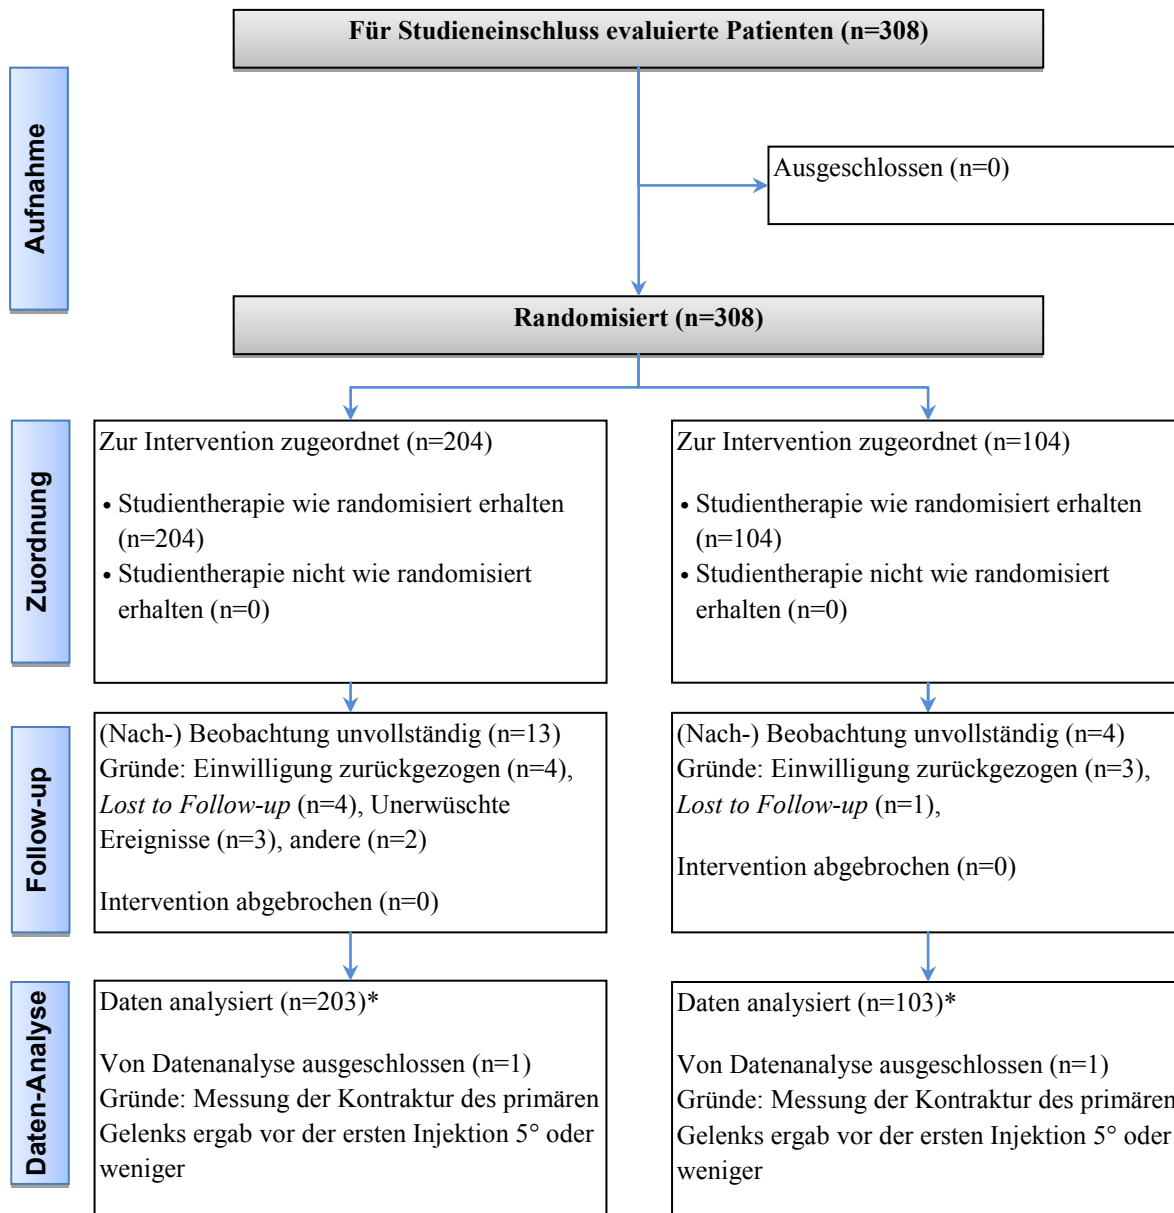 Für Studieneinschluss evaluierte Patienten (n=308)
Aufnahme
Ausgeschlossen (n=0)
Randomisiert (n=308)
Zuordnung
Zur Intervention zugeordnet (n=204)
• Studientherapie wie randomisiert erhalten
(n=204)
• Studientherapie nicht wie randomisiert
erhalten (n=0)
Zur Intervention zugeordnet (n=104)
• Studientherapie wie randomisiert erhalten
(n=104)
• Studientherapie nicht wie randomisiert
erhalten (n=0)
Follow-up
(Nach-) Beobachtung unvollständig (n=13)
Gründe: Einwilligung zurückgezogen (n=4),
Lost to Follow-up (n=4), Unerwüschte
Ereignisse (n=3), andere (n=2)
Intervention abgebrochen (n=0)
(Nach-) Beobachtung unvollständig (n=4)
Gründe: Einwilligung zurückgezogen (n=3),
Lost to Follow-up (n=1),
Intervention abgebrochen (n=0)
Daten-Analyse
Daten analysiert (n=203)*
Von Datenanalyse ausgeschlossen (n=1)
Gründe: Messung der Kontraktur des primären
Gelenks ergab vor der ersten Injektion 5° oder
weniger
Daten analysiert (n=103)*
Von Datenanalyse ausgeschlossen (n=1)
Gründe: Messung der Kontraktur des primären
Gelenks ergab vor der ersten Injektion 5° oder
weniger